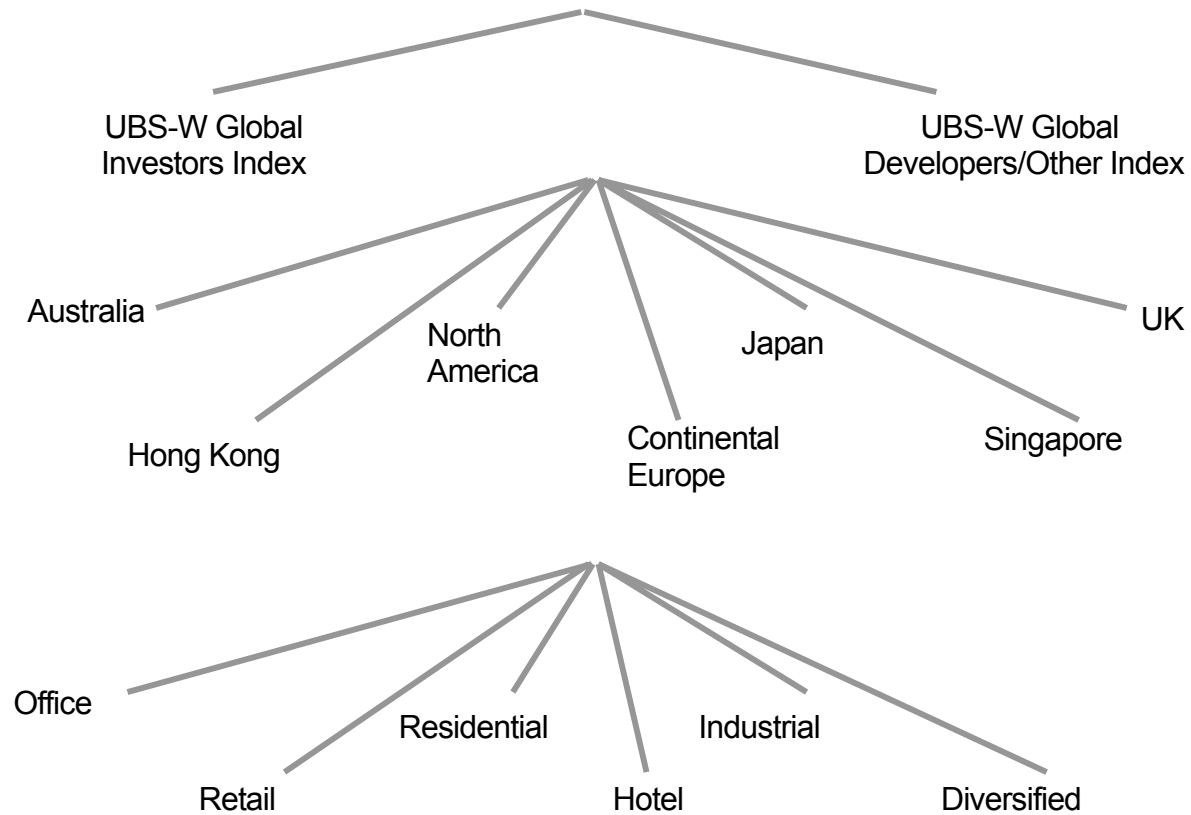 UBS-W Global
Investors Index
UBS-W Global
Developers/Other Index
Australia
North
America
Japan
UK
Hong Kong
Continental
Europe
Singapore
Office
Residential
Industrial
Retail
Hotel
Diversified